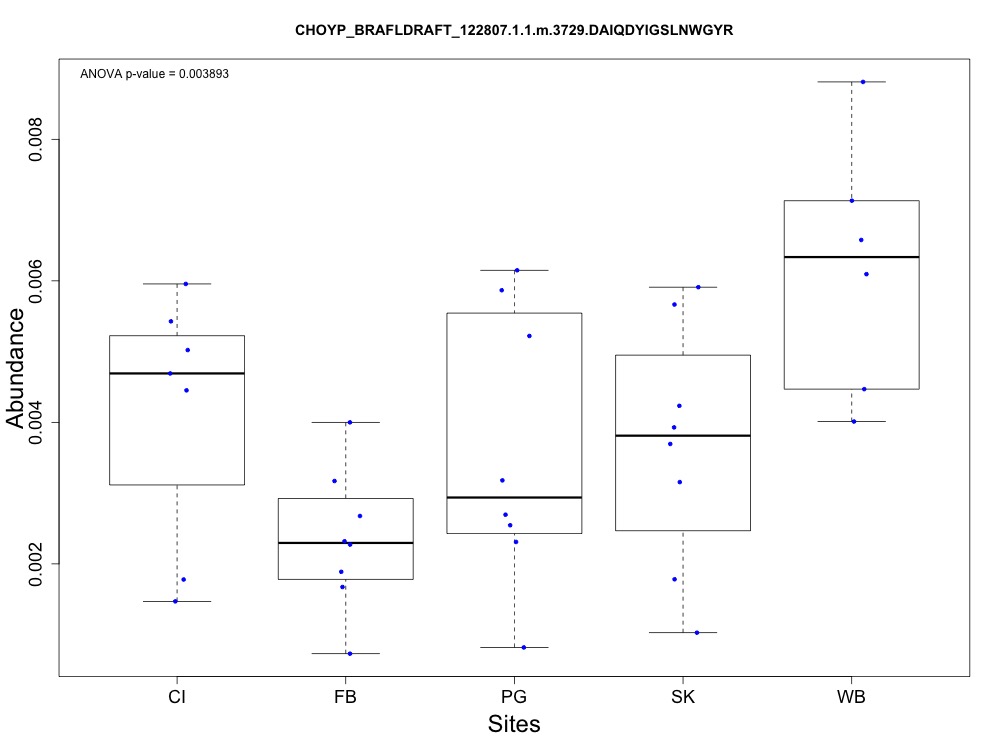 CHOYP_BRAFLDRAFT_122807.1.1.m.3729.DAIQDYIGSLNWGYR
ANOVA p-value = 0.003893
0.008
0.006
0.004
0.002
Abundance
CI FB PG SK WB
Sites